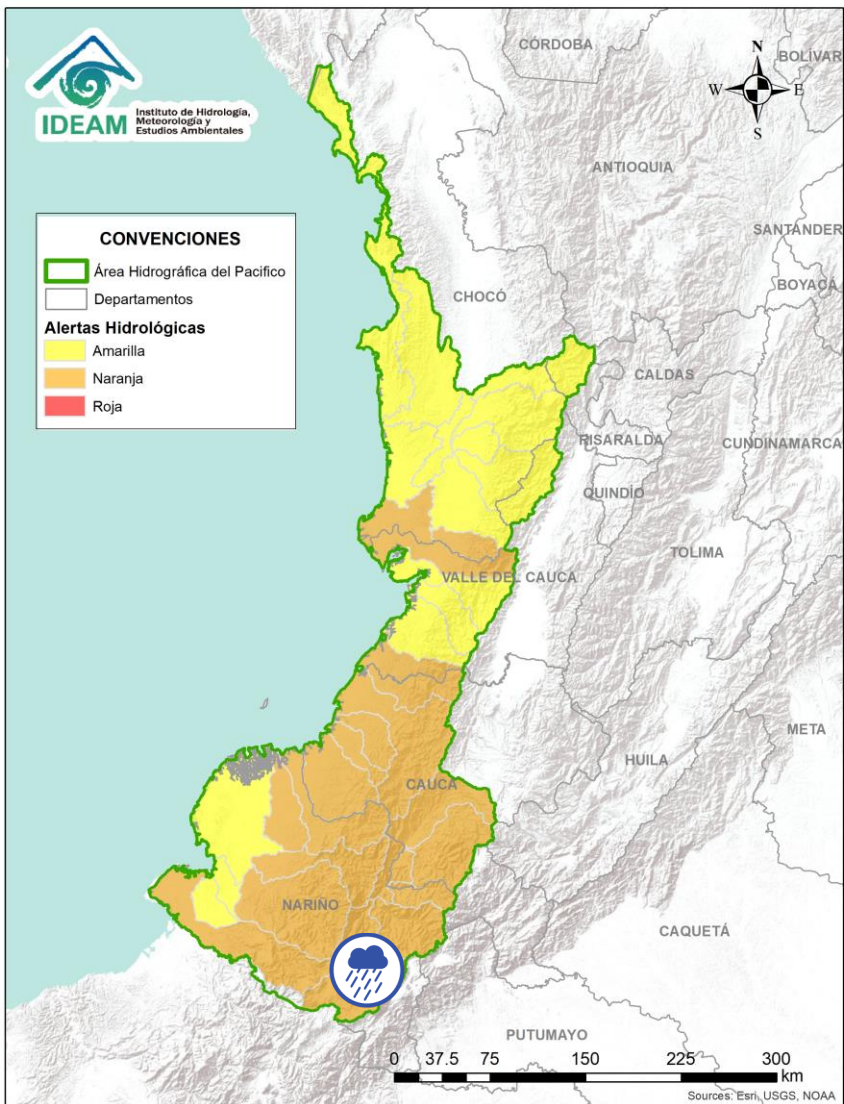 IDEAM
Instituto de Hidrología,
Meteorología y
Estudios Ambientales
CÓRDOBA
BOLÍVAR
N
W
E
S
ANTIOQUIA
SANTANDER
BOYACÁ
CONVENCIONES
Área Hidrográfica del Pacifico
Departamentos
Alertas Hidrológicas
Amarilla
Naranja
Roja
CHOCÓ
CALDAS
RISARALDA
CUNDINAMARCA
QUINDÍO
TOLIMA
VALLE DEL CAUCA
META
HUILA
CAUCA
NARIÑO
CAQUETÁ
PUTUMAYO
0 37.5 75 150 225 300
km
Sources: Esri, USGS, NOAA